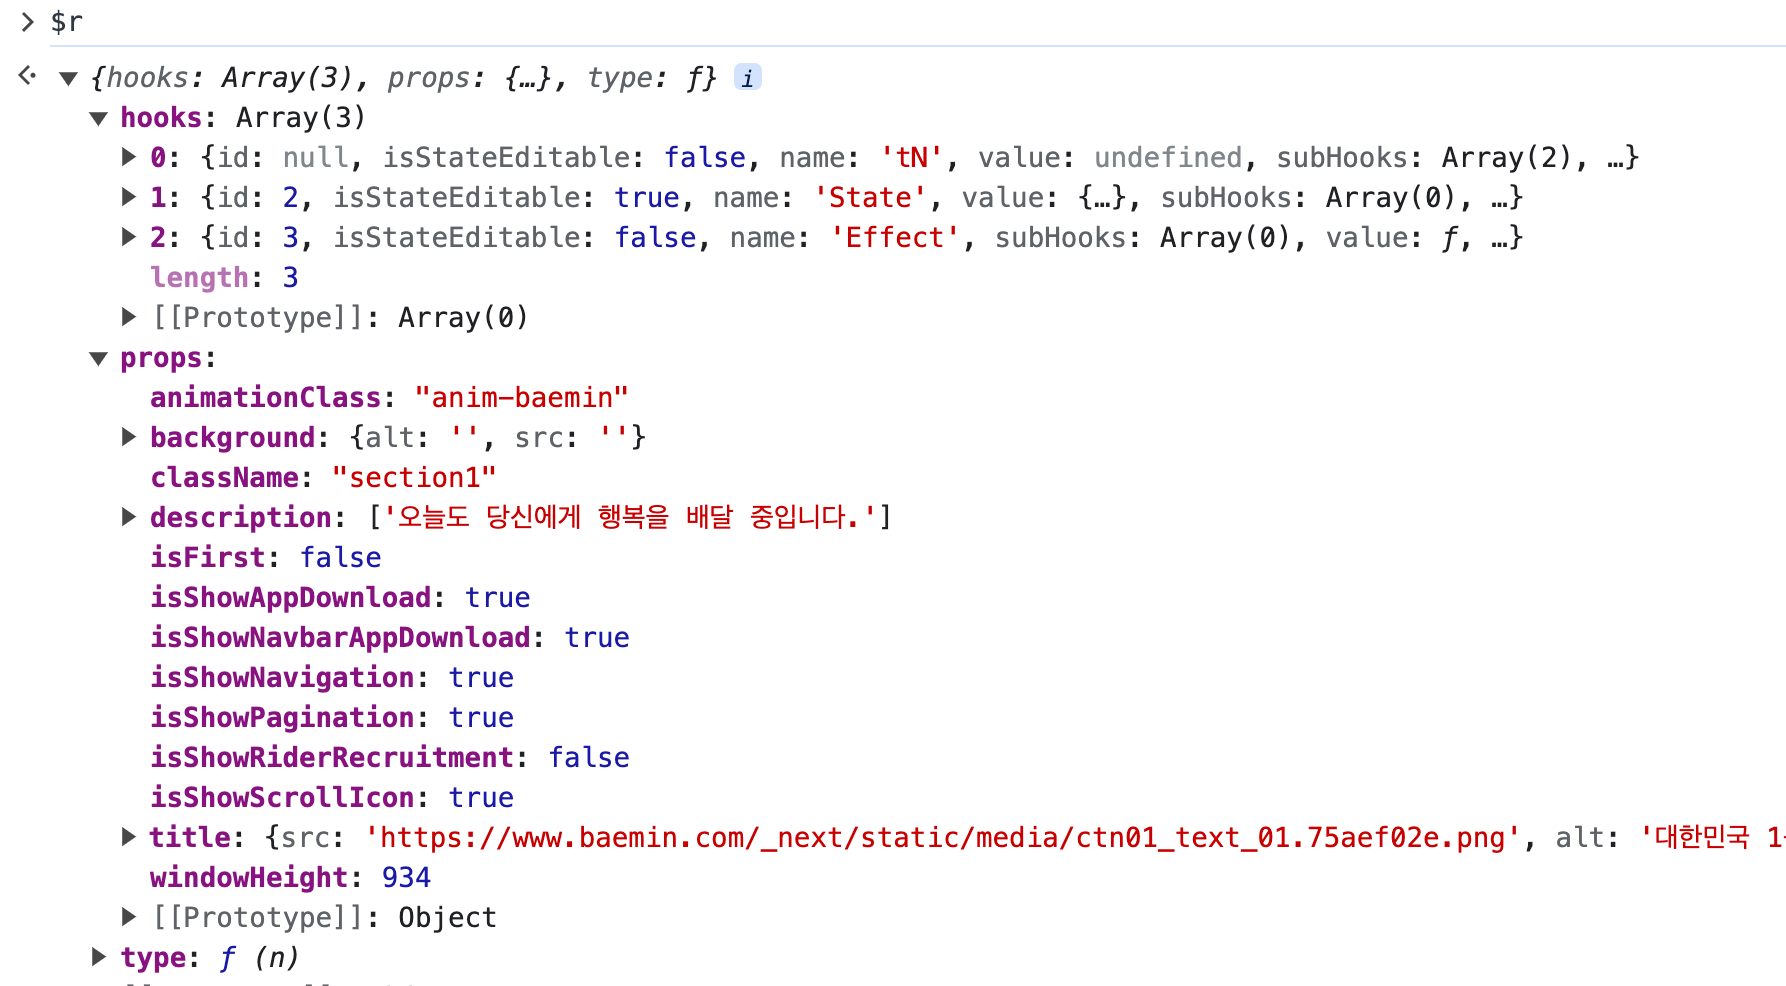 > $r
{hooks: Array(3), props: {…}, type: ƒ} i
hooks: Array(3)
0: {id: null, isStateEditable: false, name: 'tN', value: undefined, subHooks: Array(2), …}
1: {id: 2, isStateEditable: true, name: 'State', value: {…}, subHooks: Array(0), …}
2: {id: 3, isStateEditable: false, name: 'Effect', subHooks: Array(0), value: ƒ, …}
length: 3
[[Prototype]]: Array(0)
props:
animationClass: "anim-baemin"
background: {alt: '', src: ''}
className: "section1"
description: ['오늘도 당신에게 행복을 배달 중입니다.']
isFirst: false
isShowAppDownload: true
isShowNavbarAppDownload: true
isShowNavigation: true
isShowPagination: true
isShowRiderRecruitment: false
isShowScrollIcon: true
title: {src: 'https://www.baemin.com/_next/static/media/ctn01_text_01.75aef02e.png', alt: '대한민국 1
windowHeight: 934
[[Prototype]]: Object
type: ƒ (n)